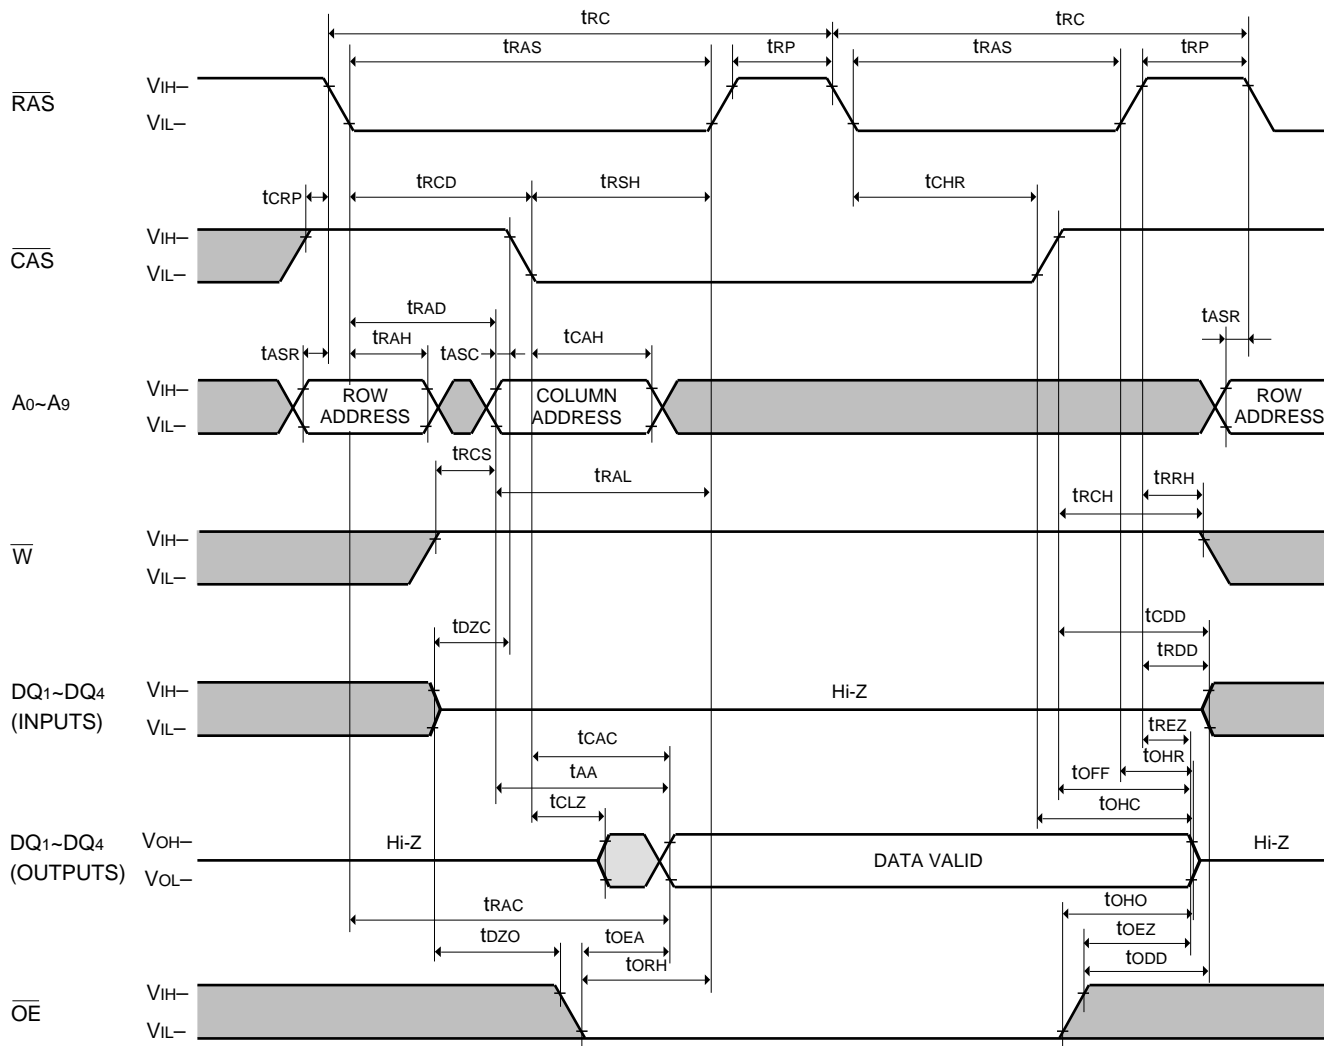 tRC tRC
tRAS tRP tRAS tRP
RAS VIH– VIL–
tCRP tRCD tRSH tCHR
CAS VIH– VIL–
tRAD
tASR tRAH tASC tCAH tASR
A0~A9 VIH– VIL–
ROW ADDRESS
COLUMN ADDRESS
ROW ADDRESS
tRCS tRAL tRRH
tRCH
W VIH– VIL–
tDZC tCDD
tRDD
DQ1~DQ4 (INPUTS) VIH– VIL–
Hi-Z
tREZ
tCAC tOHR
tAA tOFF
tCLZ tOHC
DQ1~DQ4 (OUTPUTS) VOH– VOL–
Hi-Z DATA VALID Hi-Z
tRAC tOHO
tDZO tOEA tOEZ
tORH tODD
OE VIH– VIL–